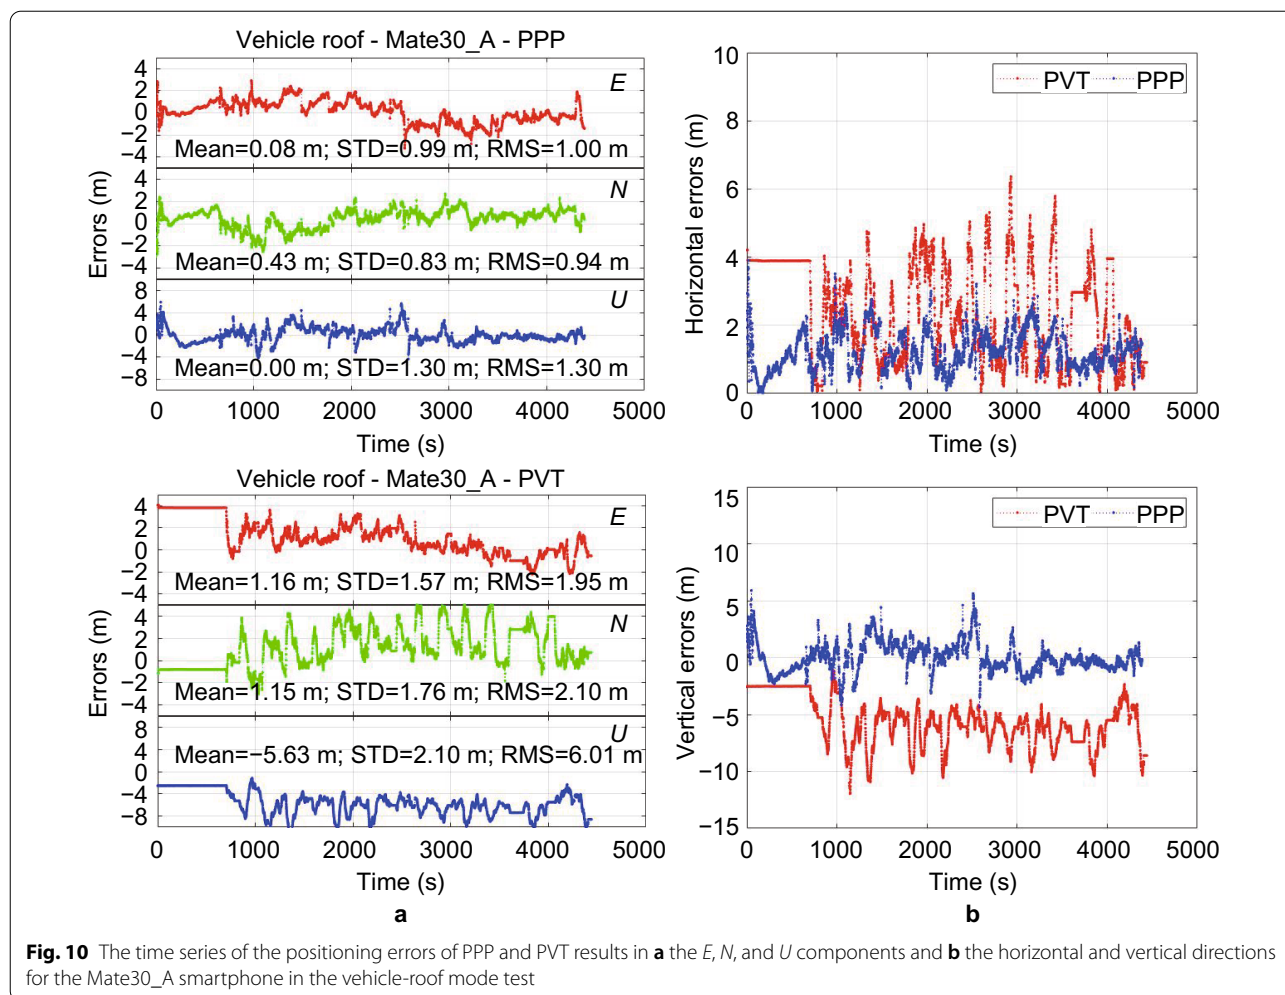 Vehicle roof - Mate30_A - PPP
Errors (m)
4
2
0
−2
−4
E
Mean=0.08 m; STD=0.99 m; RMS=1.00 m
4
2
0
−2
−4
N
Mean=0.43 m; STD=0.83 m; RMS=0.94 m
8
4
0
−4
−8
U
Mean=0.00 m; STD=1.30 m; RMS=1.30 m
0 1000 2000 3000 4000 5000
Time (s)
10
8
6
4
2
0
Horizontal errors (m)
PVT PPP
0 1000 2000 3000 4000 5000
Time (s)
Vehicle roof - Mate30_A - PVT
Errors (m)
4
2
0
−2
−4
E
Mean=1.16 m; STD=1.57 m; RMS=1.95 m
4
2
0
−2
−4
N
Mean=1.15 m; STD=1.76 m; RMS=2.10 m
8
4
0
−4
−8
U
Mean=−5.63 m; STD=2.10 m; RMS=6.01 m
0 1000 2000 3000 4000 5000
Time (s)
a
15
10
5
0
−5
−10
−15
Vertical errors (m)
PVT PPP
0 1000 2000 3000 4000 5000
Time (s)
b
Fig. 10 The time series of the positioning errors of PPP and PVT results in a the E, N, and U components and b the horizontal and vertical directions
for the Mate30_A smartphone in the vehicle-roof mode test